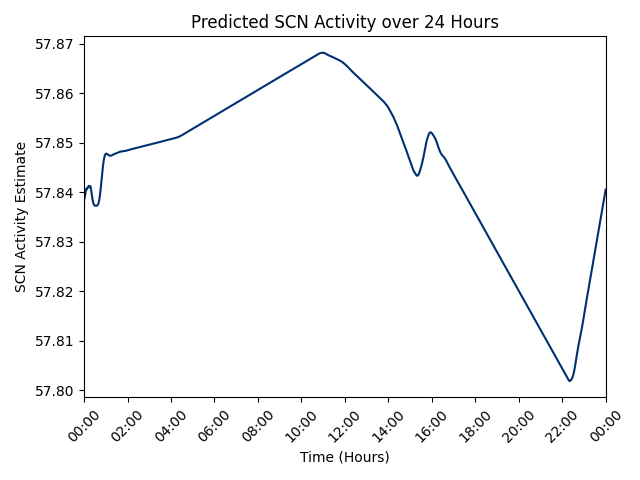 Predicted SCN Activity over 24 Hours
57.87
57.86
57.85
57.84
57.83
57.82
57.81
57.80
SCN Activity Estimate
00:00 02:00 04:00 06:00 08:00 10:00 12:00 14:00 16:00 18:00 20:00 22:00 00:00
Time (Hours)